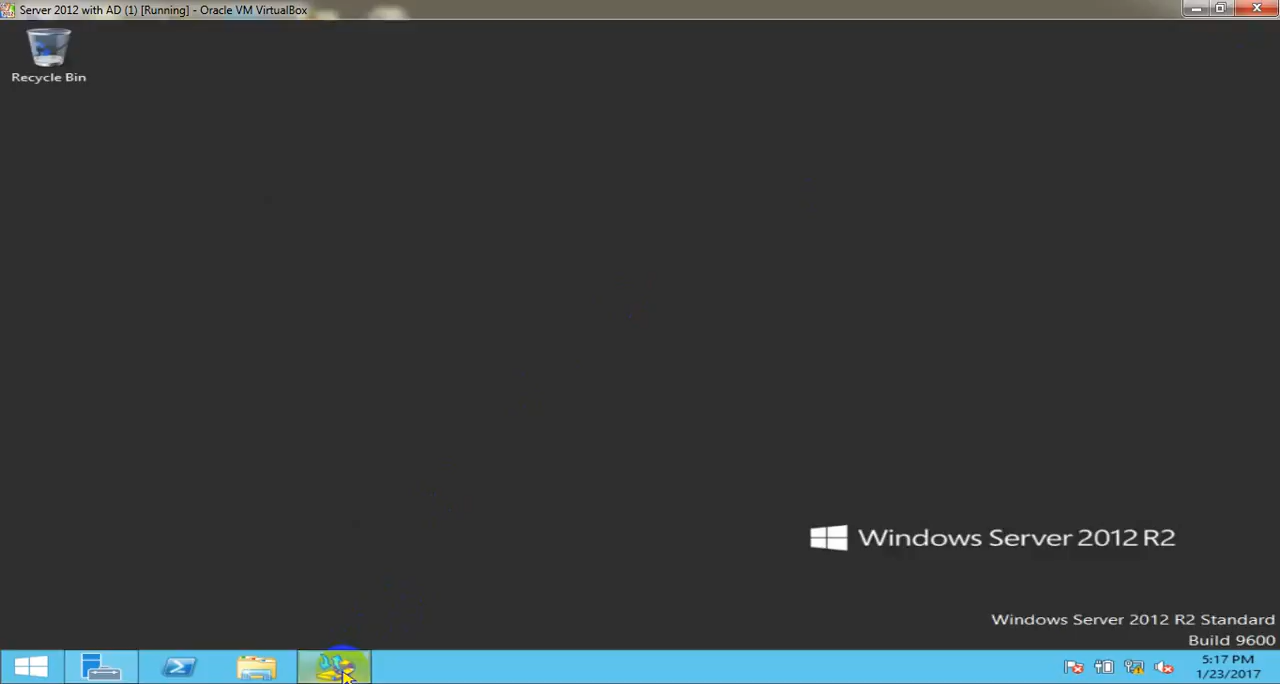 Server 2012 with AD (1) [Running] - Oracle VM VirtualBox
Recycle Bin
Windows Server 2012 R2
Windows Server 2012 R2 Standard
Build 9600
5:17 PM
1/23/2017